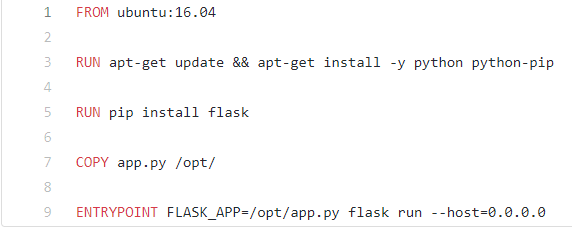 1 FROM ubuntu:16.04
2
3 RUN apt-get update && apt-get install -y python python-pip
4
5 RUN pip install flask
6
7 COPY app.py /opt/
8
9 ENTRYPOINT FLASK_APP=/opt/app.py flask run --host=0.0.0.0